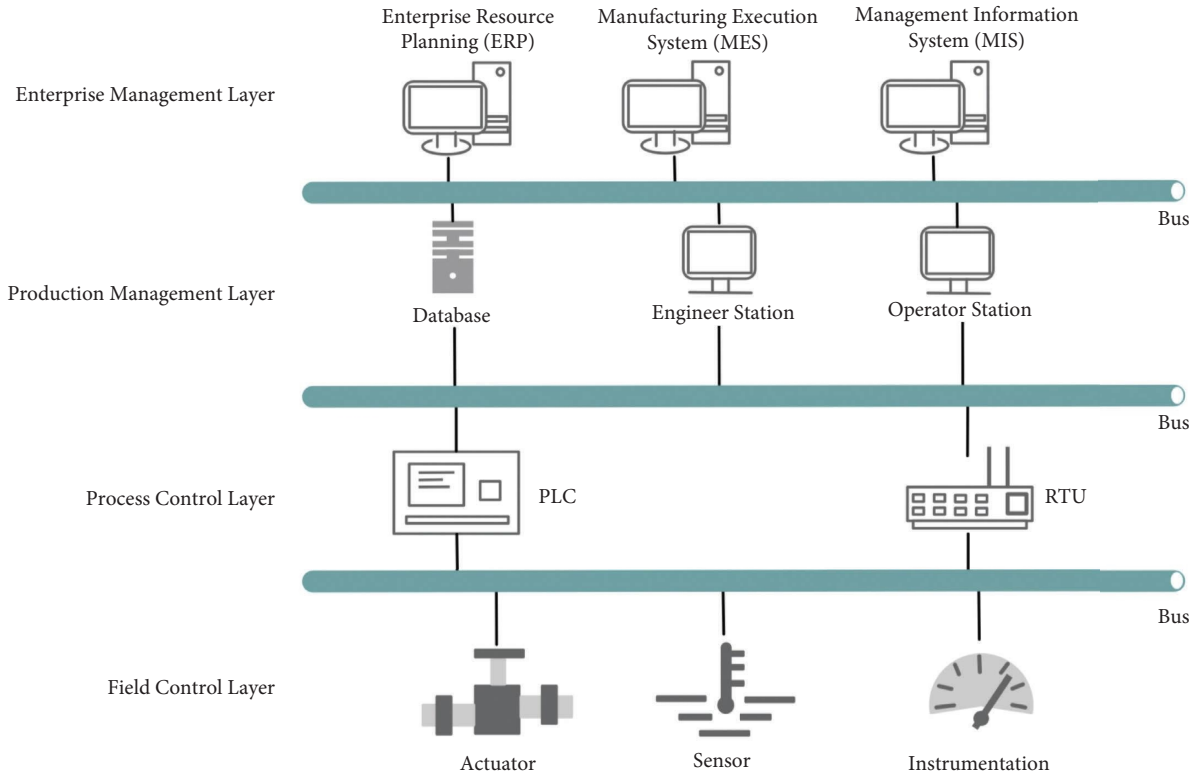 Enterprise Resource
Planning (ERP)
Manufacturing Execution
System (MES)
Management Information
System (MIS)
Enterprise Management Layer
Bus
Production Management Layer
Database
Engineer Station
Operator Station
Bus
Process Control Layer
PLC
RTU
Bus
Field Control Layer
Actuator
Sensor
Instrumentation